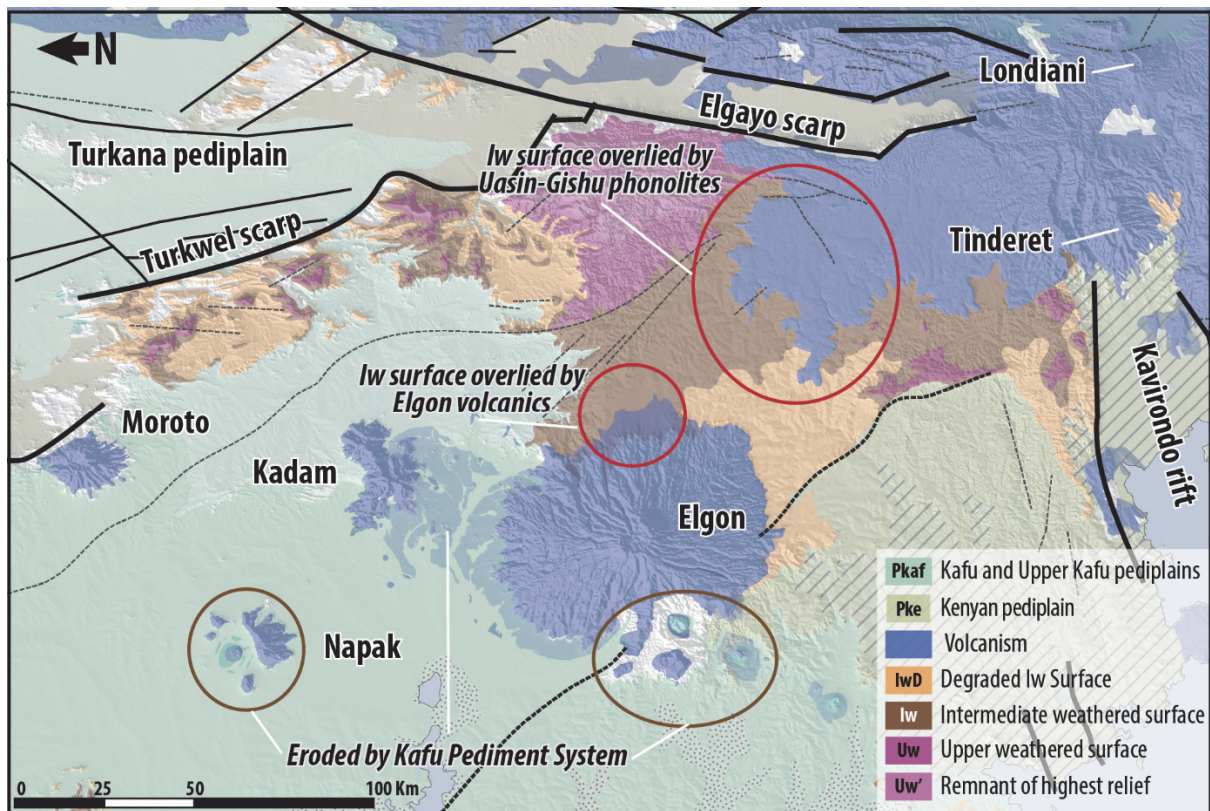 N
Londiani
Elgayo scarp
Turkana pediplain
Iw surface overlied by
Uasin-Gishu phonolites
Turkwel scarp
Tinderet
Kavirondo rift
Iw surface overlied by
Elgon volcanics
Moroto
Kadam
Elgon
Napak
Eroded by Kafu Pediment System
0 25 50 100 Km
Pkaf Kafu and Upper Kafu pediplains
Pke Kenyan pediplain
Volcanism
IwD Degraded Iw Surface
Iw Intermediate weathered surface
Uw Upper weathered surface
Uw' Remnant of highest relief